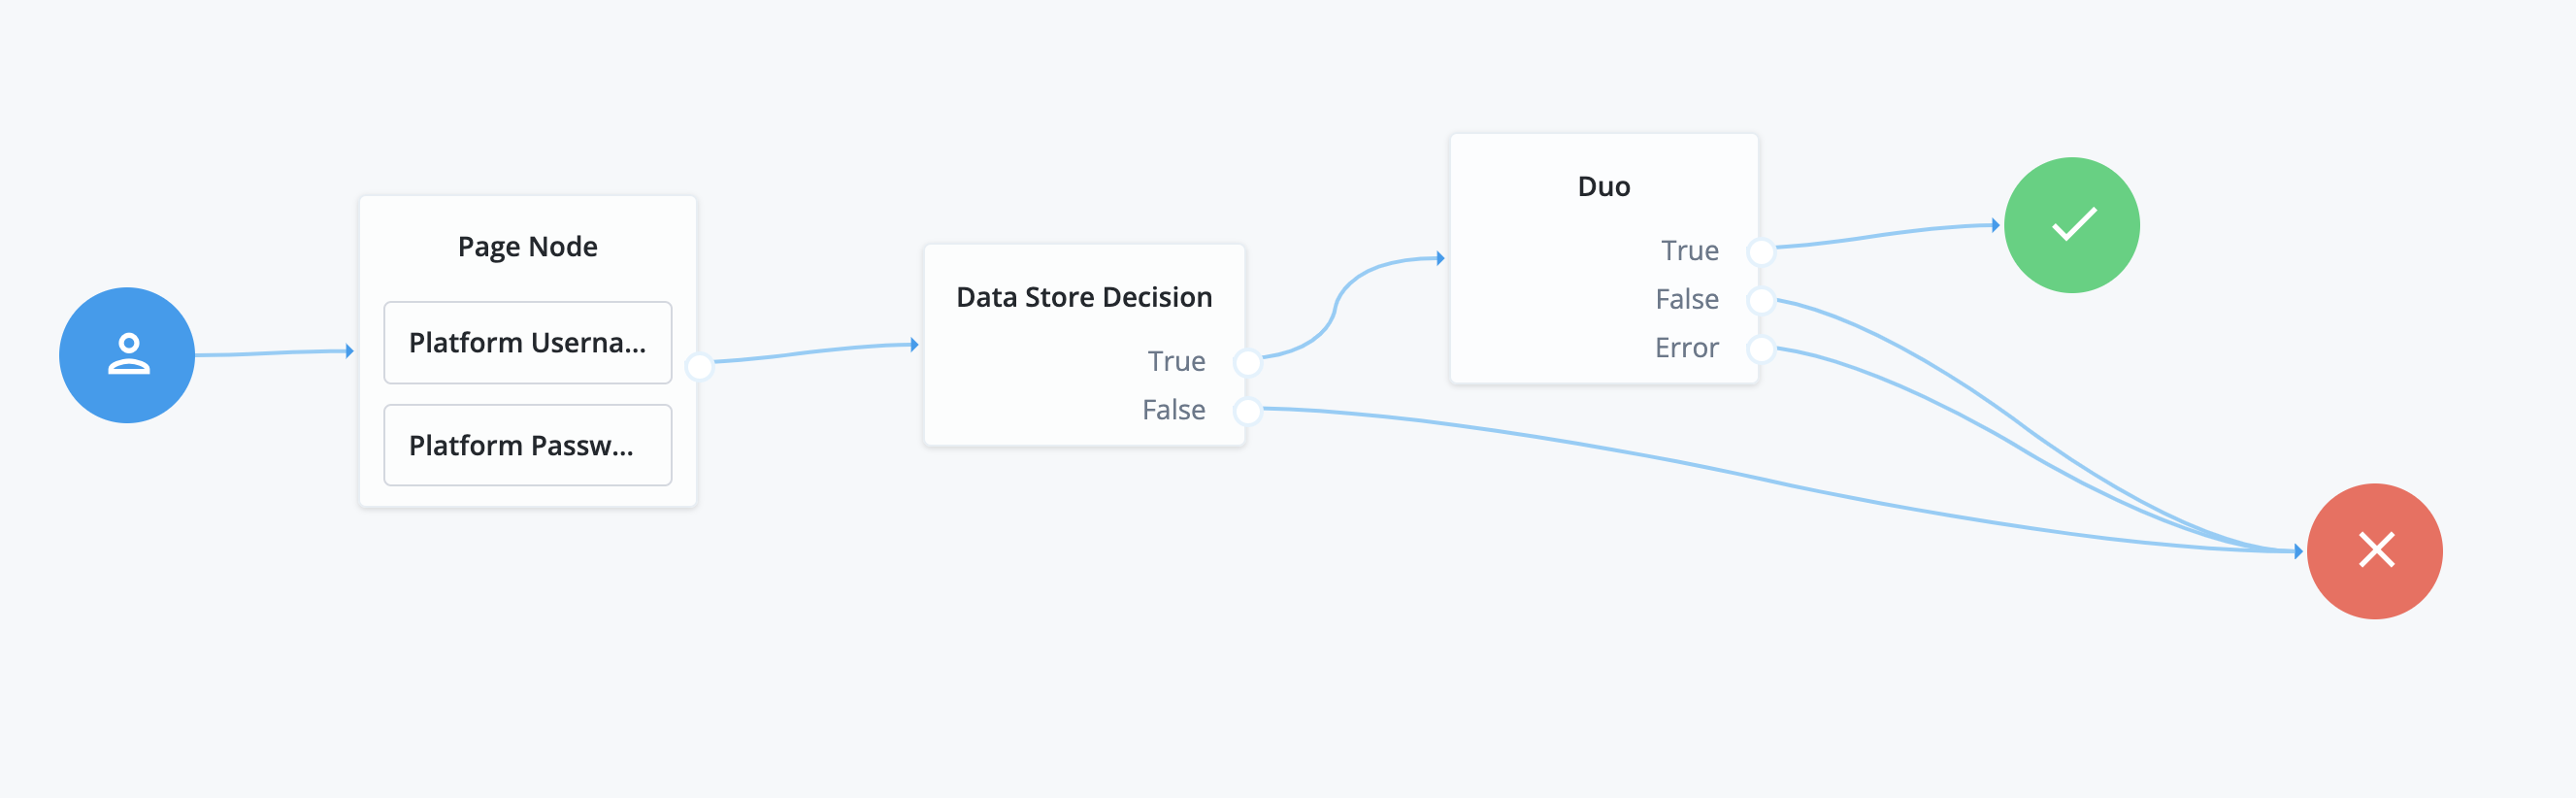 Page Node
Platform Userna...
Platform Passw...
Data Store Decision
True
False
Duo
True
False
Error